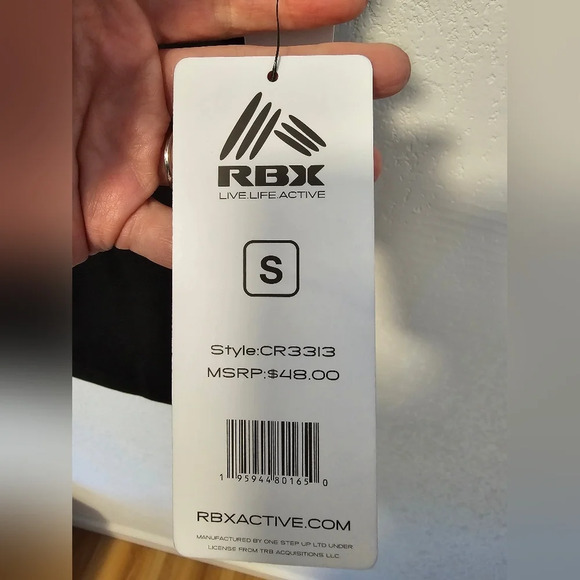 RBX
LIVE.LIFE.ACTIVE
S
Style:CR3313
MSRP:$48.00
1 95944 80165 0
RBXACTIVE.COM
MANUFACTURED BY ONE STEP UP LTD UNDER
LICENSE FROM TRB ACQUISITIONS LLC.